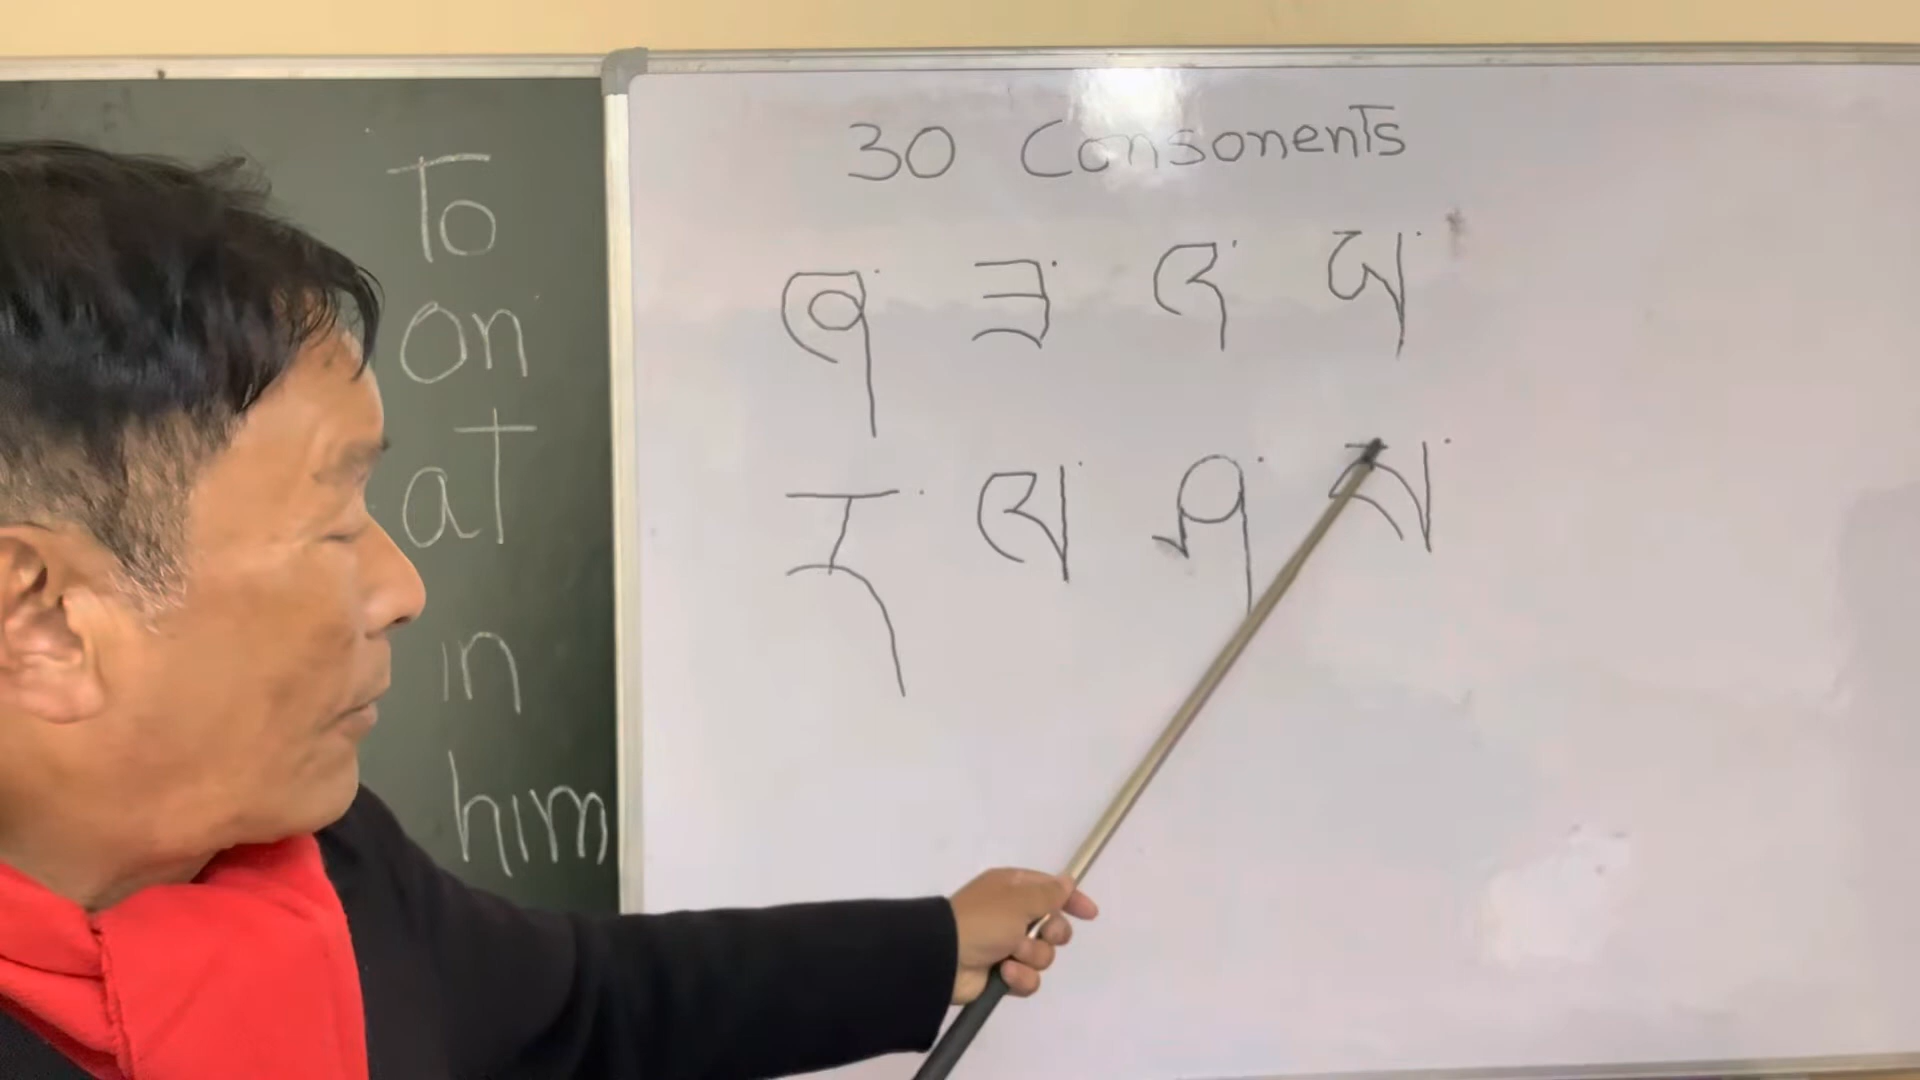 To
on
at
in
him
30 Consonents
ཞ་ ཟ་ འ་ ཡ་
ར་ ལ་ ཤ་ ས་